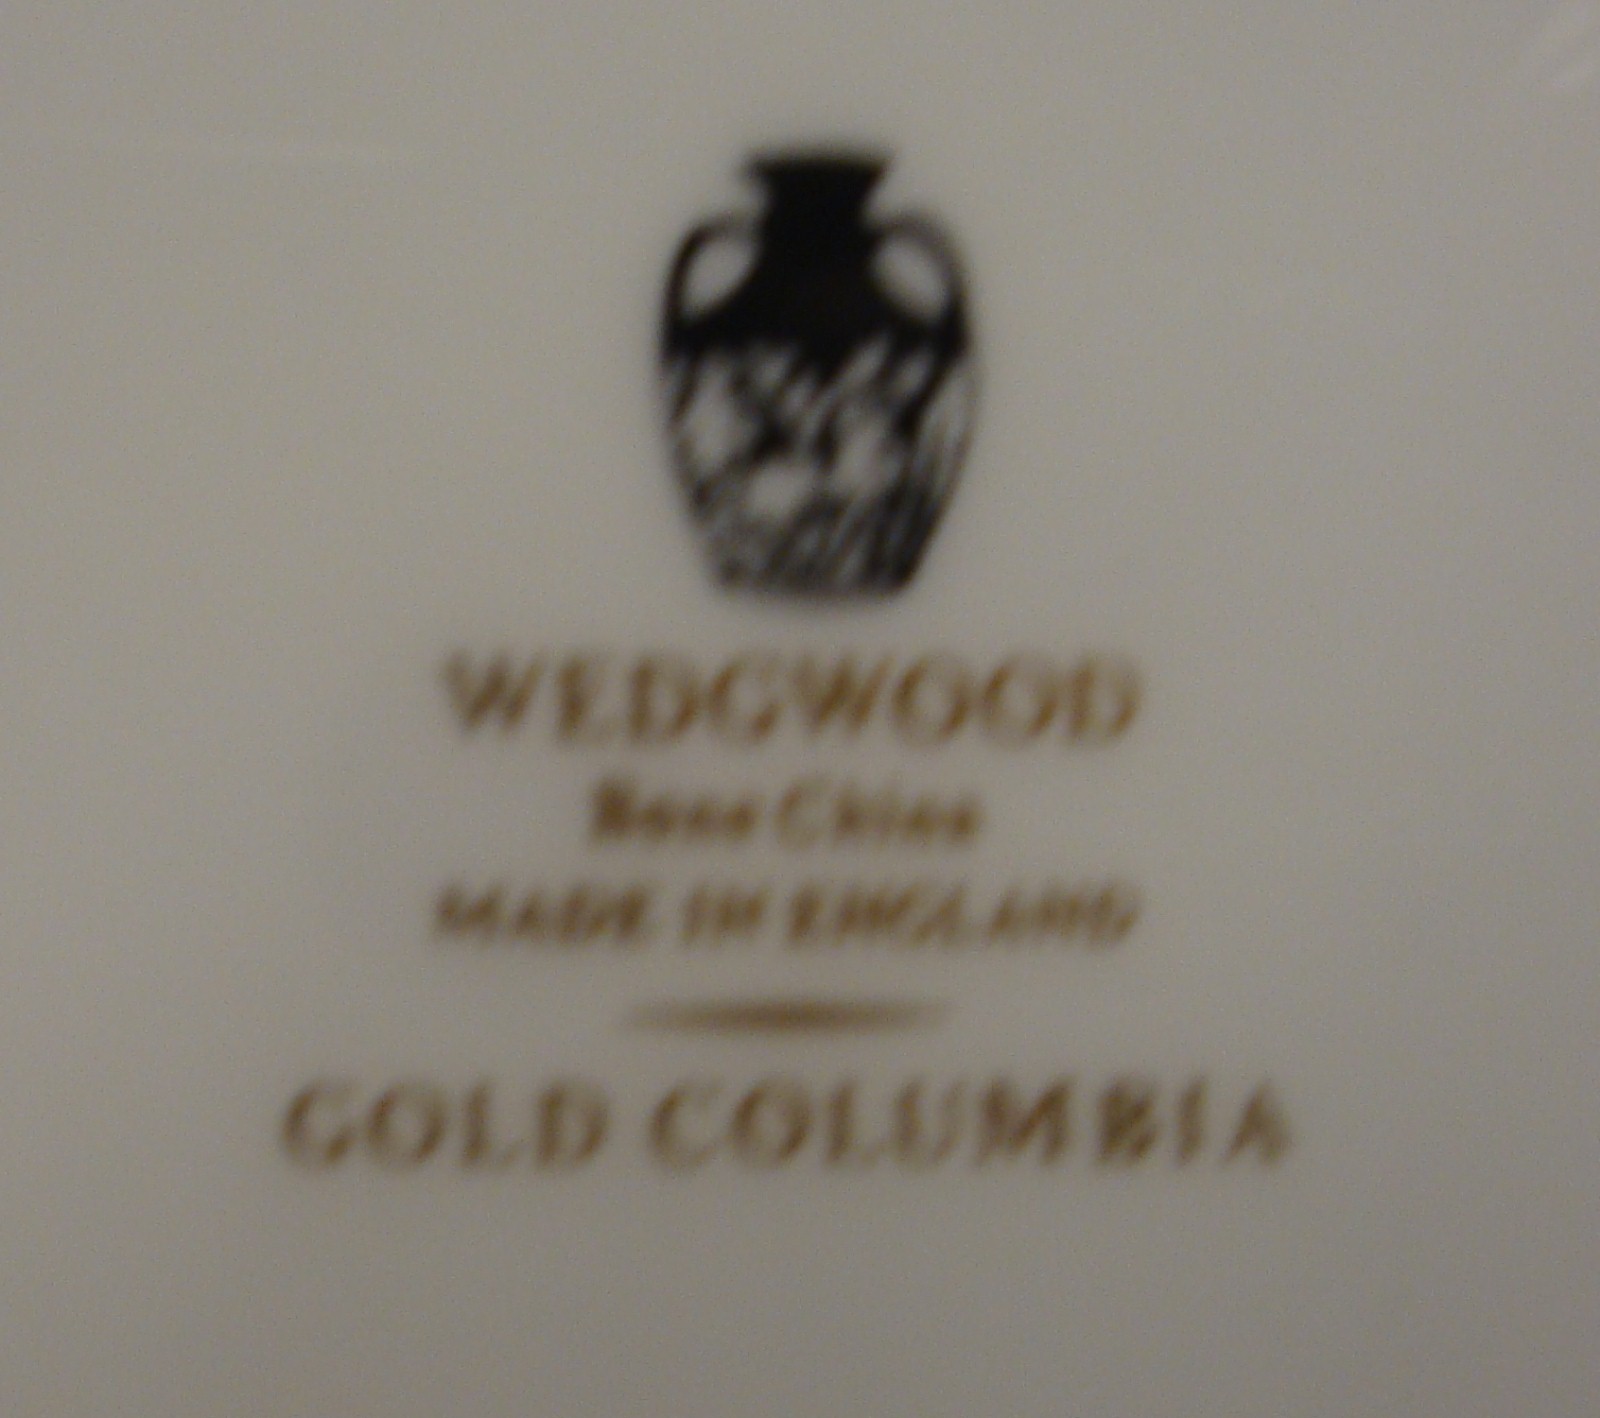 WEDGWOOD
Bone China
MADE IN ENGLAND
GOLD COLUMBIA